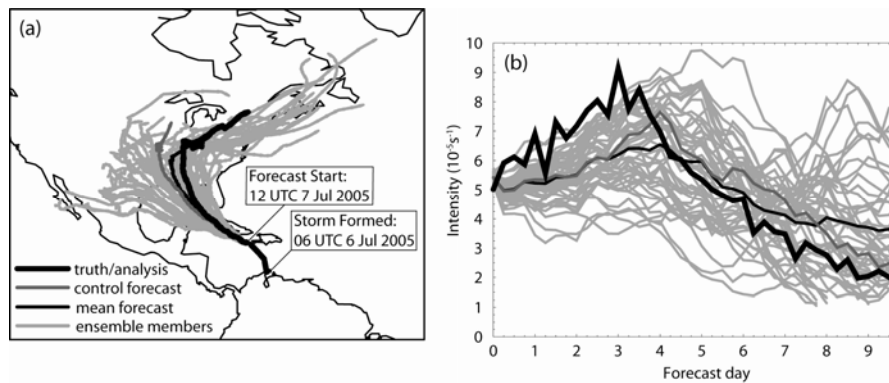 (a)
Forecast Start:
12 UTC 7 Jul 2005
Storm Formed:
06 UTC 6 Jul 2005
truth/analysis
control forecast
mean forecast
ensemble members
(b)
Intensity (10⁻⁵s⁻¹)
10
9
8
7
6
5
4
3
2
1
0
0 1 2 3 4 5 6 7 8 9
Forecast day